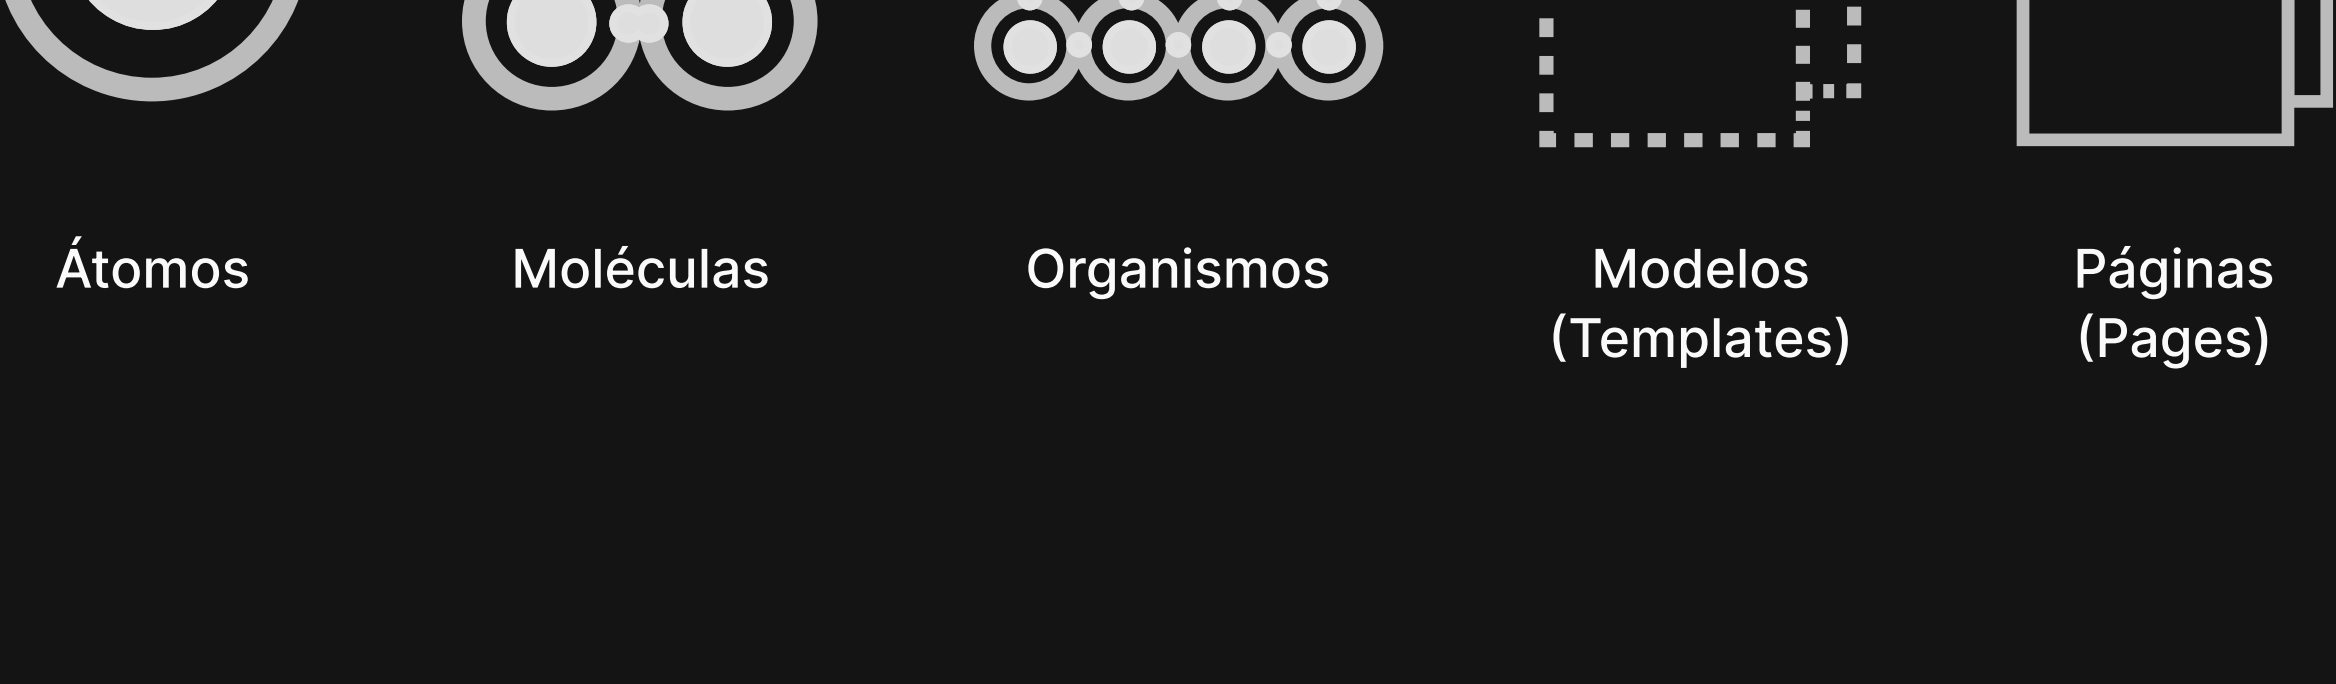 Átomos
Moléculas
Organismos
Modelos
(Templates)
Páginas
(Pages)